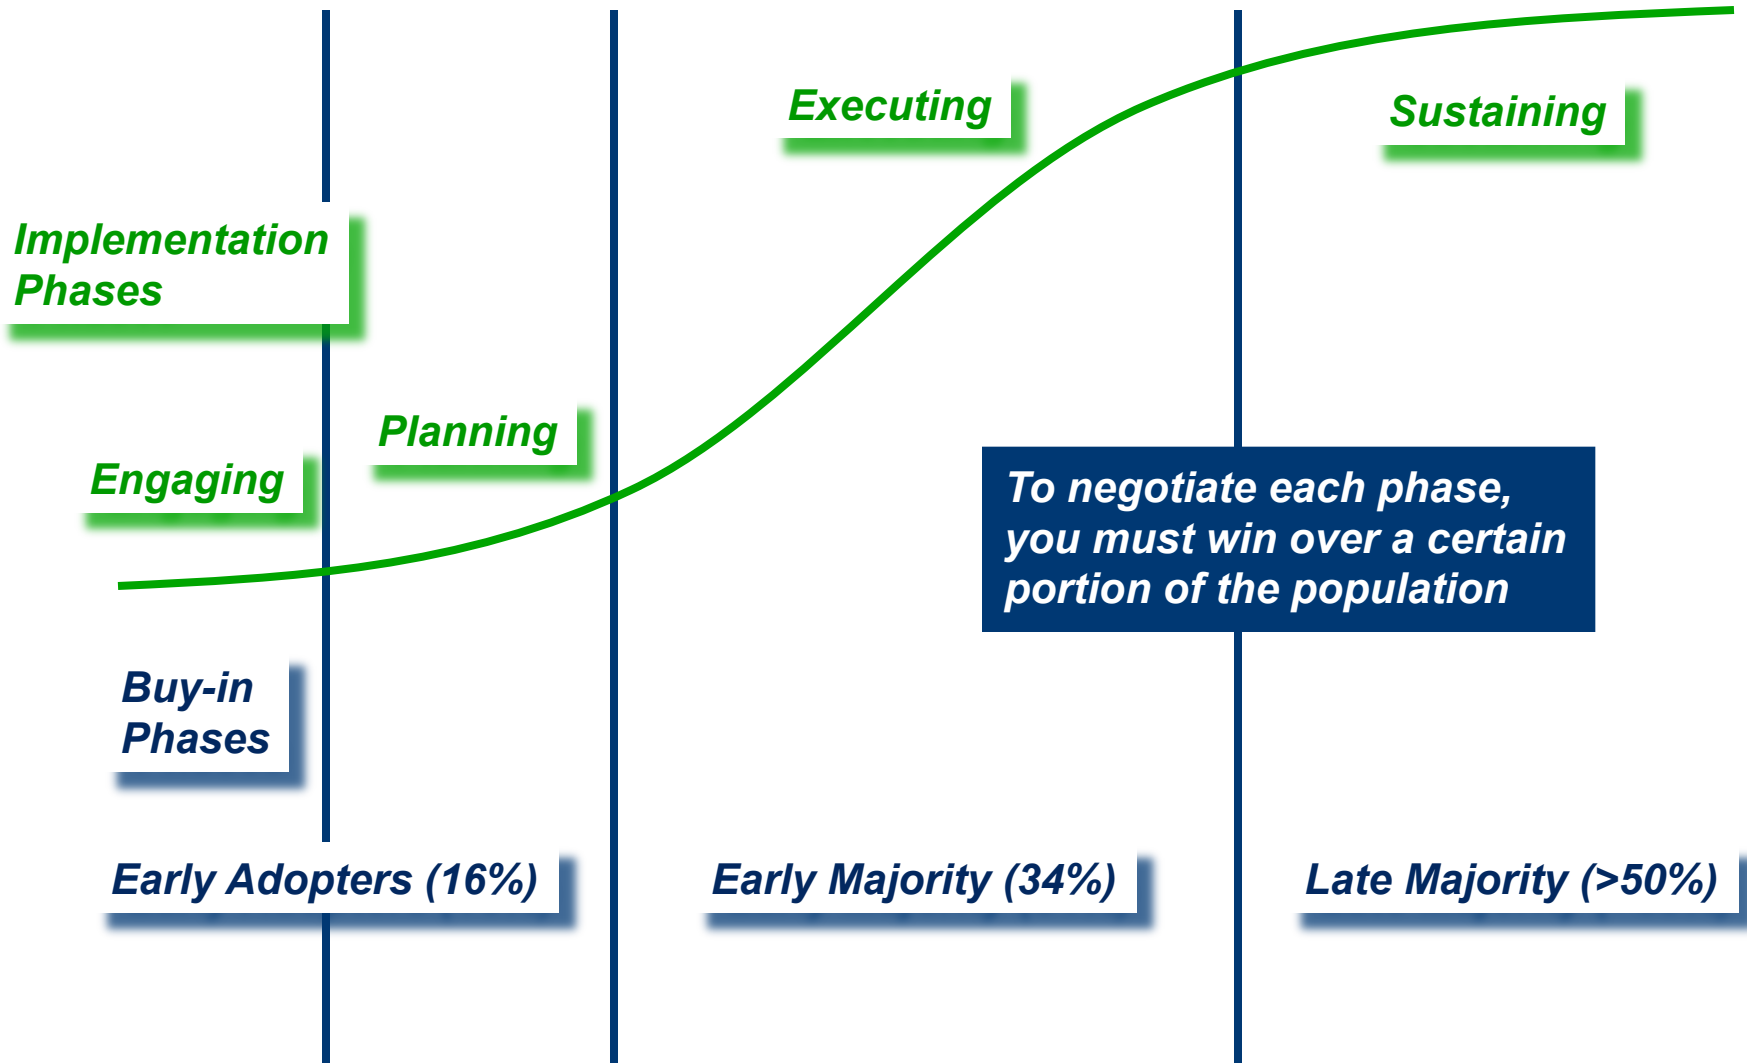 Executing
Sustaining
Implementation
Phases
Planning
Engaging
To negotiate each phase,
you must win over a certain
portion of the population
Buy-in
Phases
Early Adopters (16%)
Early Majority (34%)
Late Majority (>50%)